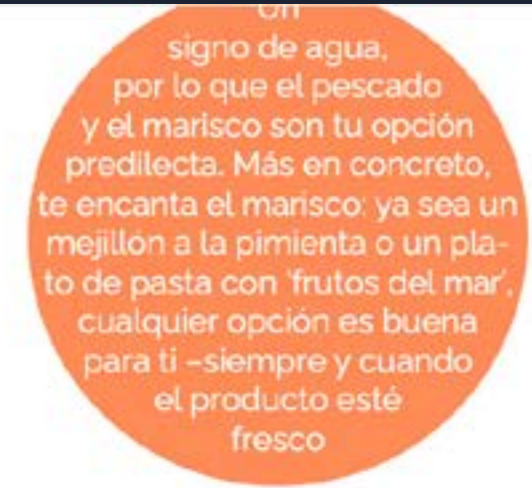 Un
signo de agua,
por lo que el pescado
y el marisco son tu opción
predilecta. Más en concreto,
te encanta el marisco: ya sea un
mejillón a la pimienta o un pla-
to de pasta con 'frutos del mar',
cualquier opción es buena
para ti –siempre y cuando
el producto esté
fresco